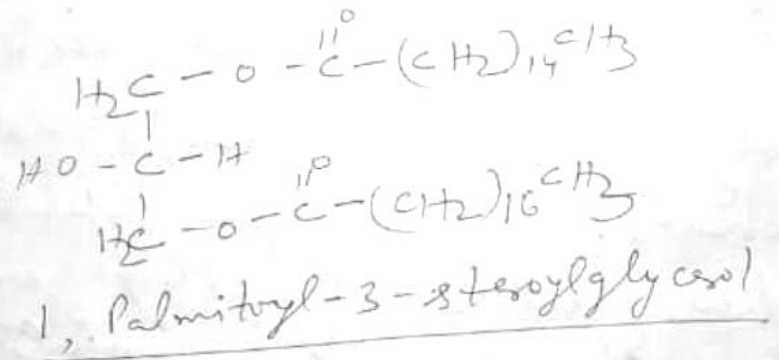 O
H₂C - O - C - (CH₂)₁₄CH₃
HO - C - H
O
H₂C - O - C - (CH₂)₁₆CH₃
1, Palmitoyl-3-steroylglycerol